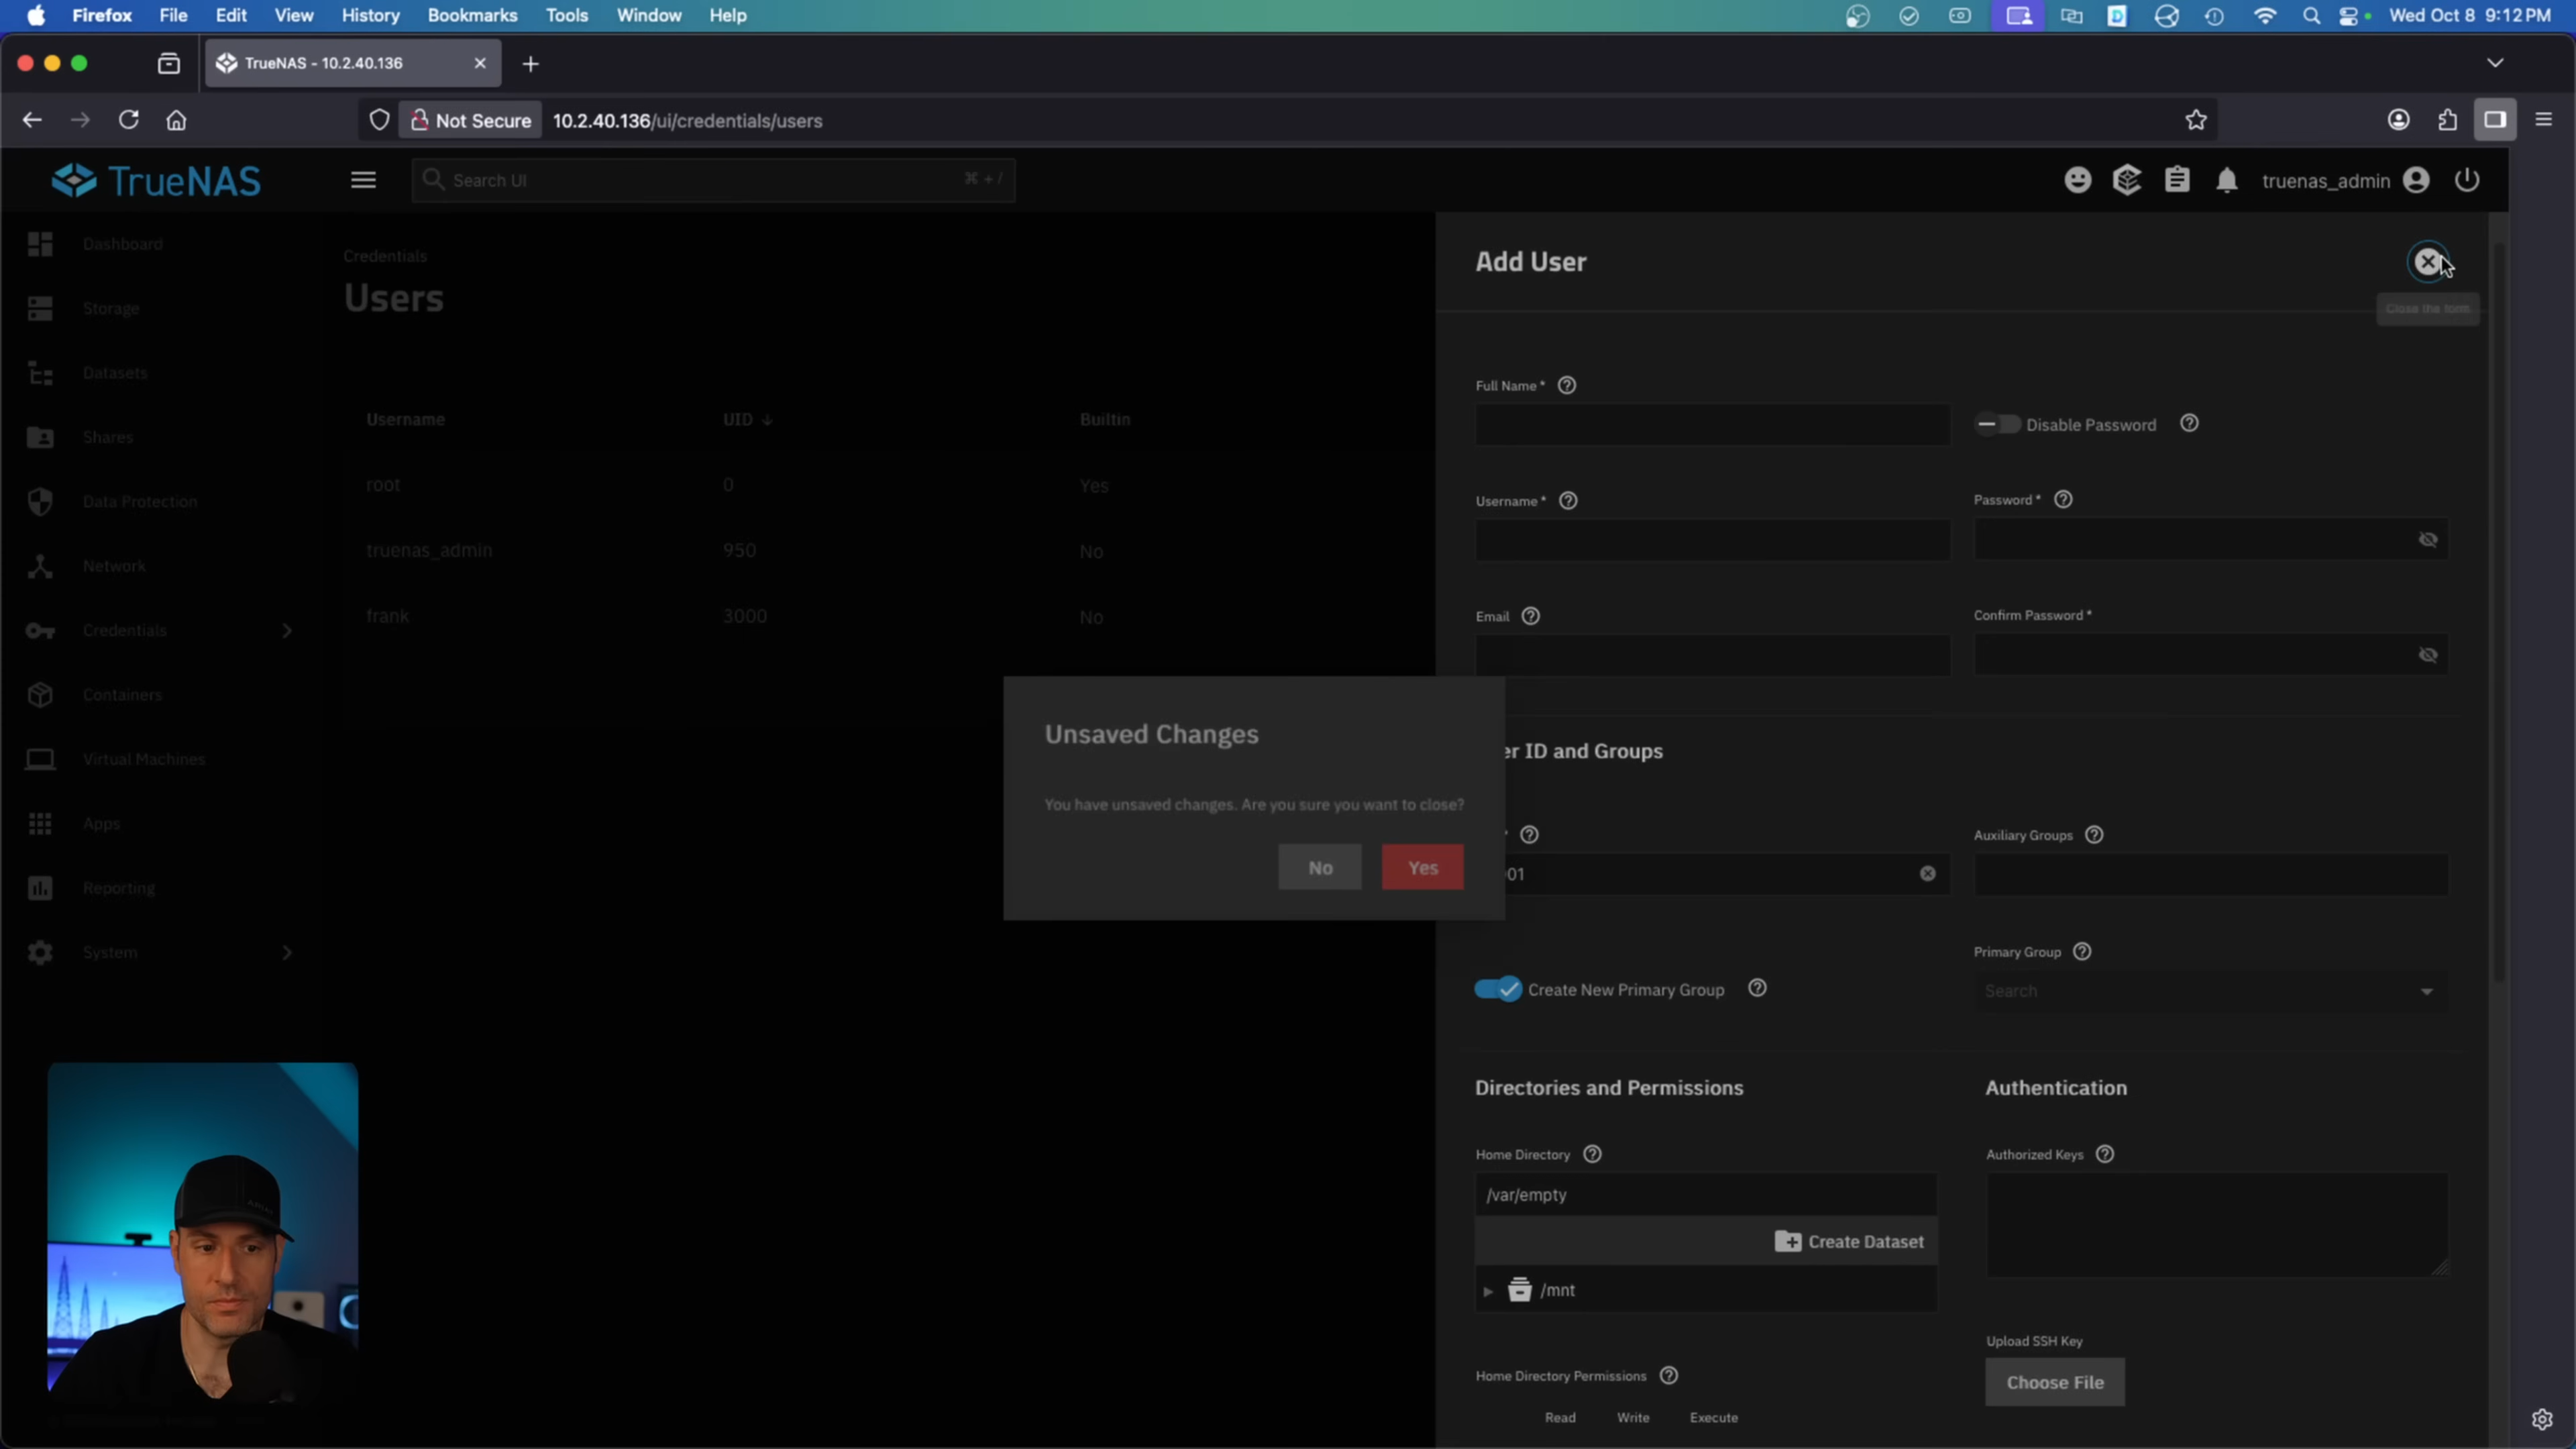 Firefox File Edit View History Bookmarks Tools Window Help
Wed Oct 8 9:12 PM
TrueNAS - 10.2.40.136
Not Secure 10.2.40.136/ui/credentials/users
TrueNAS
Search UI ⌘ + /
truenas_admin
Dashboard
Storage
Datasets
Shares
Data Protection
Network
Credentials
Containers
Virtual Machines
Apps
Reporting
System
Credentials
Users
Username UID Builtin
root 0 Yes
truenas_admin 950 No
frank 3000 No
Unsaved Changes
You have unsaved changes. Are you sure you want to close?
No Yes
Add User
Close the form
Full Name *
Disable Password
Username *
Password *
Email
Confirm Password *
er ID and Groups
Auxiliary Groups
01
Create New Primary Group
Primary Group
Search
Directories and Permissions
Home Directory
/var/empty
Create Dataset
/mnt
Home Directory Permissions
Read Write Execute
Authentication
Authorized Keys
Upload SSH Key
Choose File